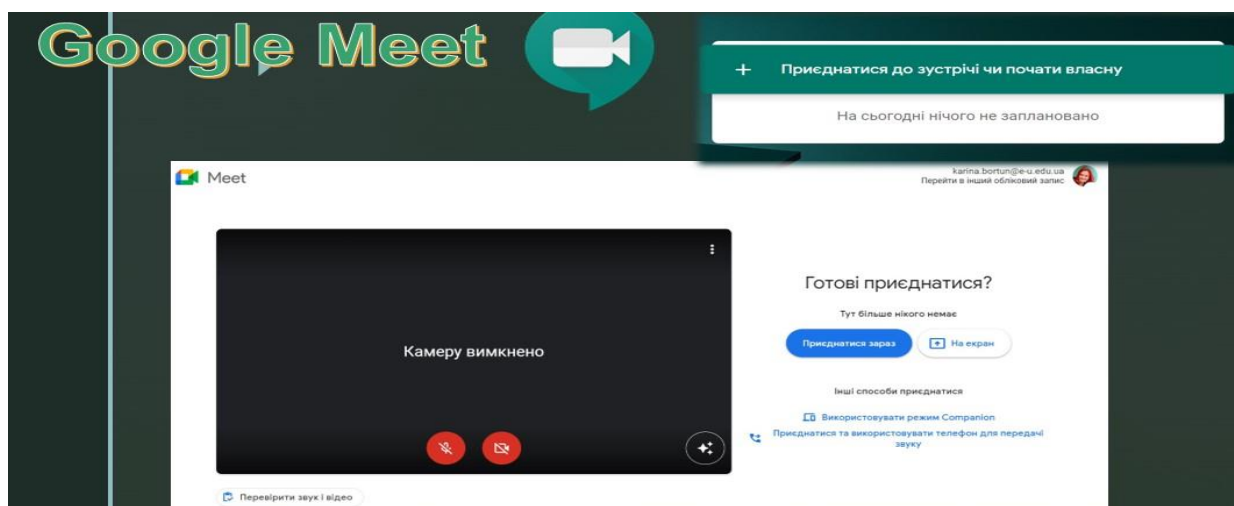 Google Meet
+ Приєднатися до зустрічі чи почати власну
На сьогодні нічого не заплановано
Meet
karina.bortun@e-u.edu.ua
Перейти в інший обліковий запис
Камеру вимкнено
Готові приєднатися?
Тут більше нікого немає
Приєднатися зараз
На екран
Інші способи приєднатися
Використовувати режим Companion
Приєднатися та використовувати телефон для передачі
звуку
Перевірити звук і відео